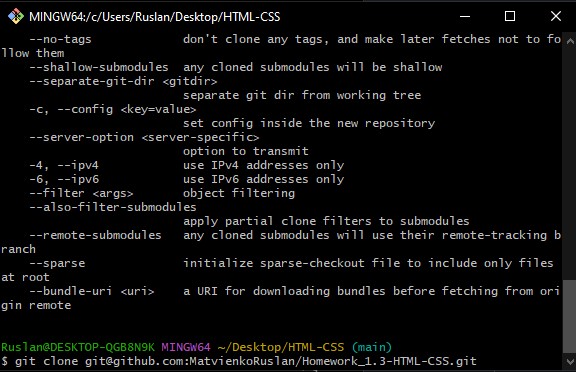 MINGW64:/c/Users/Ruslan/Desktop/HTML-CSS
--no-tags don't clone any tags, and make later fetches not to fo
llow them
--shallow-submodules any cloned submodules will be shallow
--separate-git-dir <gitdir>
separate git dir from working tree
-c, --config <key=value>
set config inside the new repository
--server-option <server-specific>
option to transmit
-4, --ipv4 use IPv4 addresses only
-6, --ipv6 use IPv6 addresses only
--filter <args> object filtering
--also-filter-submodules
apply partial clone filters to submodules
--remote-submodules any cloned submodules will use their remote-tracking b
ranch
--sparse initialize sparse-checkout file to include only files
at root
--bundle-uri <uri> a URI for downloading bundles before fetching from ori
gin remote
Ruslan@DESKTOP-QGB8N9K MINGW64 ~/Desktop/HTML-CSS (main)
$ git clone git@github.com:MatvienkoRuslan/Homework_1.3-HTML-CSS.git